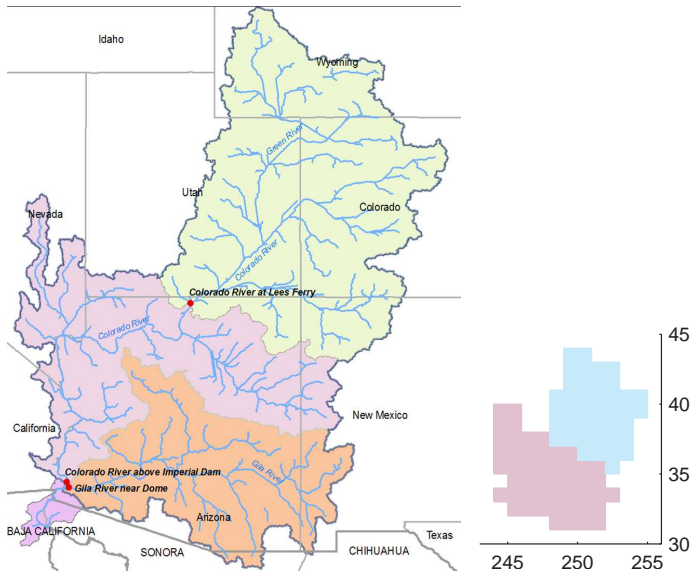 Idaho
Wyoming
Green River
Utah
Colorado
Nevada
Colorado River
Colorado River at Lees Ferry
Colorado River
New Mexico
California
Colorado River above Imperial Dam
Gila River
Gila River near Dome
Arizona
BAJA CALIFORNIA
SONORA
CHIHUAHUA
Texas
45
40
35
30
245 250 255